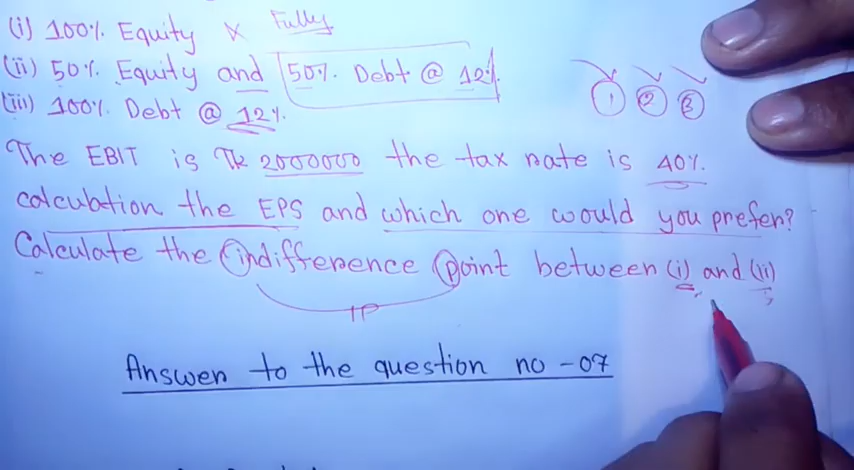 (i) 100% Equity X Fully
(ii) 50% Equity and 50% Debt @ 12%.
(iii) 100% Debt @ 12%.
1 2 3
The EBIT is Tk 2000000 the tax rate is 40%.
calculation the EPS and which one would you prefer?
Calculate the indifference point between (i) and (ii)
IP
Answer to the question no -07